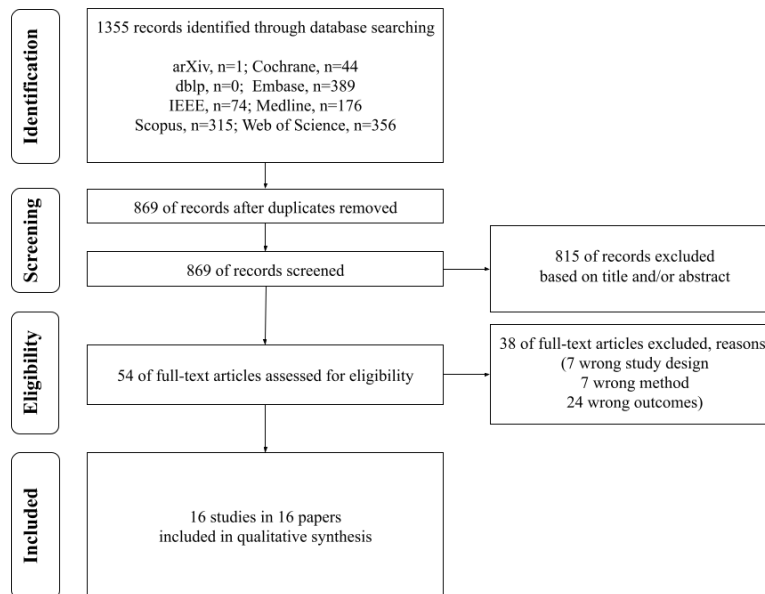 Identification
1355 records identified through database searching
arXiv, n=1; Cochrane, n=44
dblp, n=0; Embase, n=389
IEEE, n=74; Medline, n=176
Scopus, n=315; Web of Science, n=356
Screening
869 of records after duplicates removed
869 of records screened
815 of records excluded
based on title and/or abstract
Eligibility
54 of full-text articles assessed for eligibility
38 of full-text articles excluded, reasons
(7 wrong study design
7 wrong method
24 wrong outcomes)
Included
16 studies in 16 papers
included in qualitative synthesis